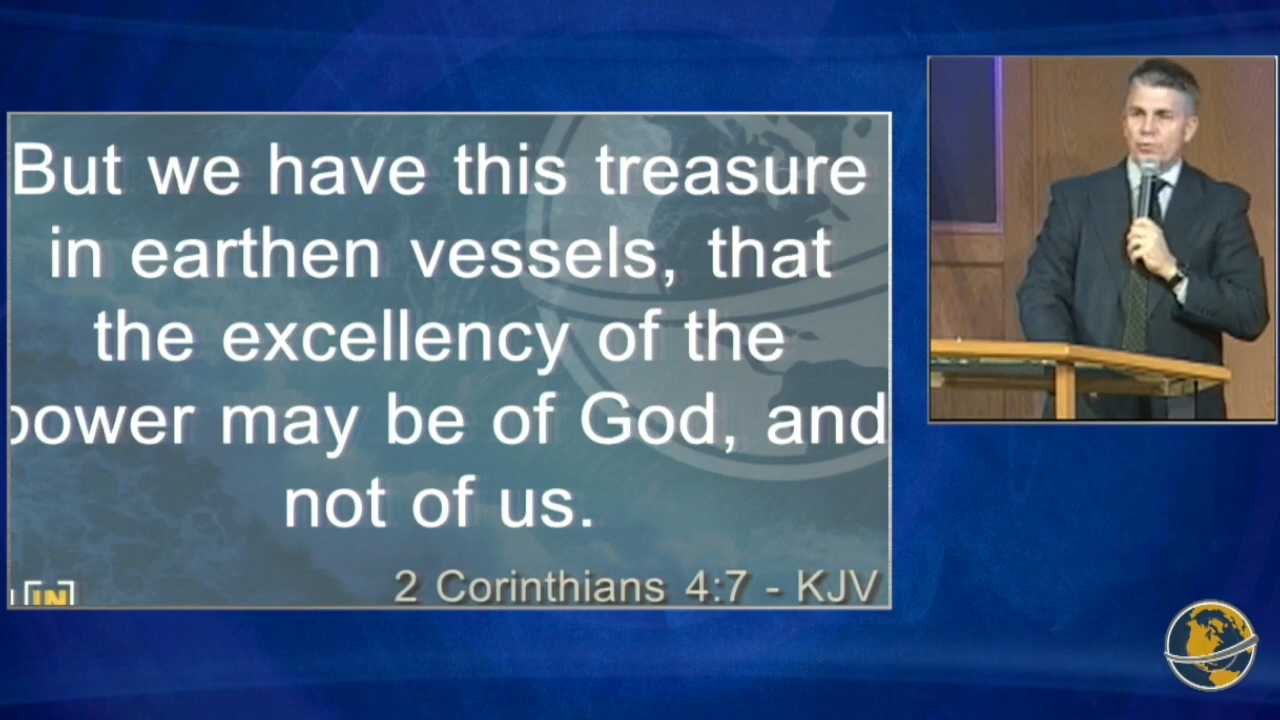 But we have this treasure
in earthen vessels, that
the excellency of the
power may be of God, and
not of us.
2 Corinthians 4:7 - KJV
[IN]